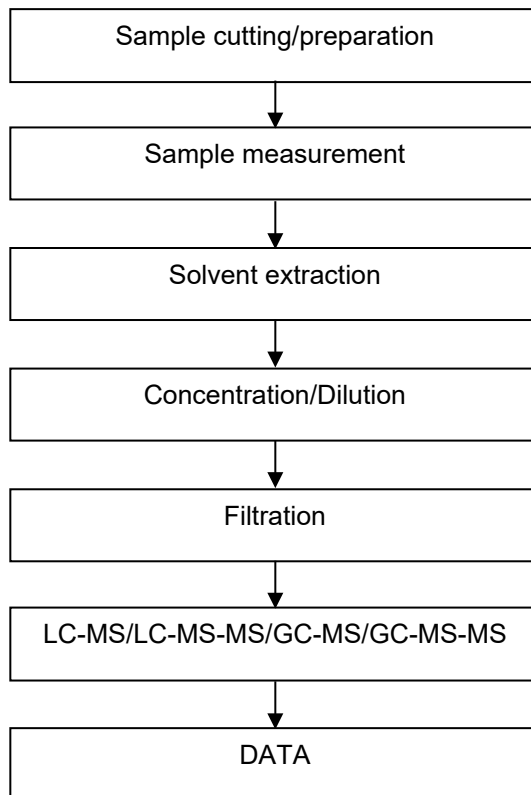 Sample cutting/preparation
Sample measurement
Solvent extraction
Concentration/Dilution
Filtration
LC-MS/LC-MS-MS/GC-MS/GC-MS-MS
DATA